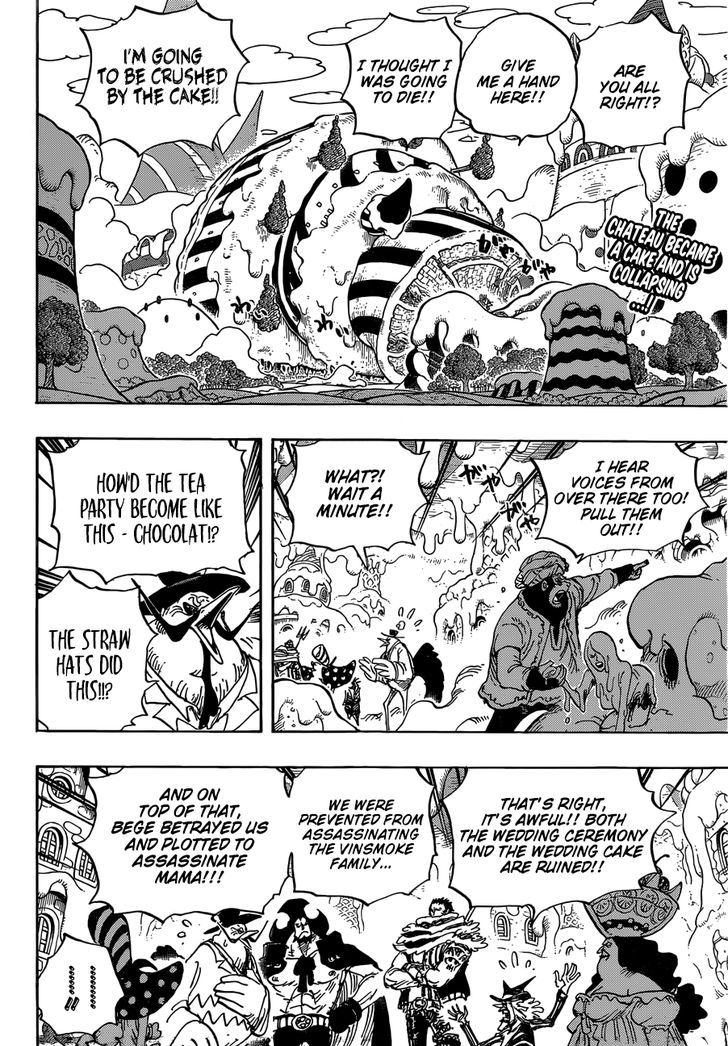 ARE
YOU ALL
RIGHT!?
GIVE
ME A HAND
HERE!!
I THOUGHT I
WAS GOING
TO DIE!!
I'M GOING
TO BE CRUSHED
BY THE CAKE!!
THE
CHATEAU BECAME
A CAKE AND IS
COLLAPSING
...!!
I HEAR
VOICES FROM
OVER THERE TOO!
PULL THEM
OUT!!
WHAT?!
WAIT A
MINUTE!!
HOW'D THE TEA
PARTY BECOME LIKE
THIS - CHOCOLAT!?
THE STRAW
HATS DID
THIS!!?
THAT'S RIGHT,
IT'S AWFUL!! BOTH
THE WEDDING CEREMONY
AND THE WEDDING CAKE
ARE RUINED!!
WE WERE
PREVENTED FROM
ASSASSINATING
THE VINSMOKE
FAMILY...
AND ON
TOP OF THAT,
BEGE BETRAYED US
AND PLOTTED TO
ASSASSINATE
MAMA!!!